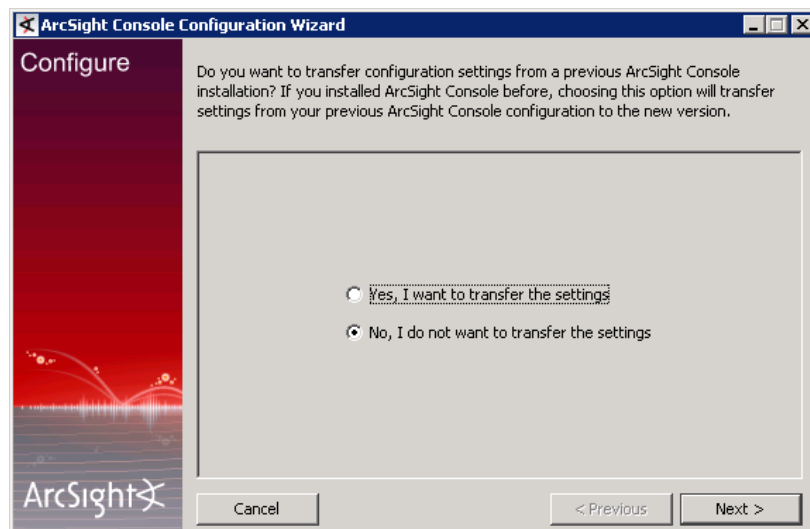 ArcSight Console Configuration Wizard
Configure
Do you want to transfer configuration settings from a previous ArcSight Console
installation? If you installed ArcSight Console before, choosing this option will transfer
settings from your previous ArcSight Console configuration to the new version.
Yes, I want to transfer the settings
No, I do not want to transfer the settings
ArcSight
Cancel
< Previous
Next >